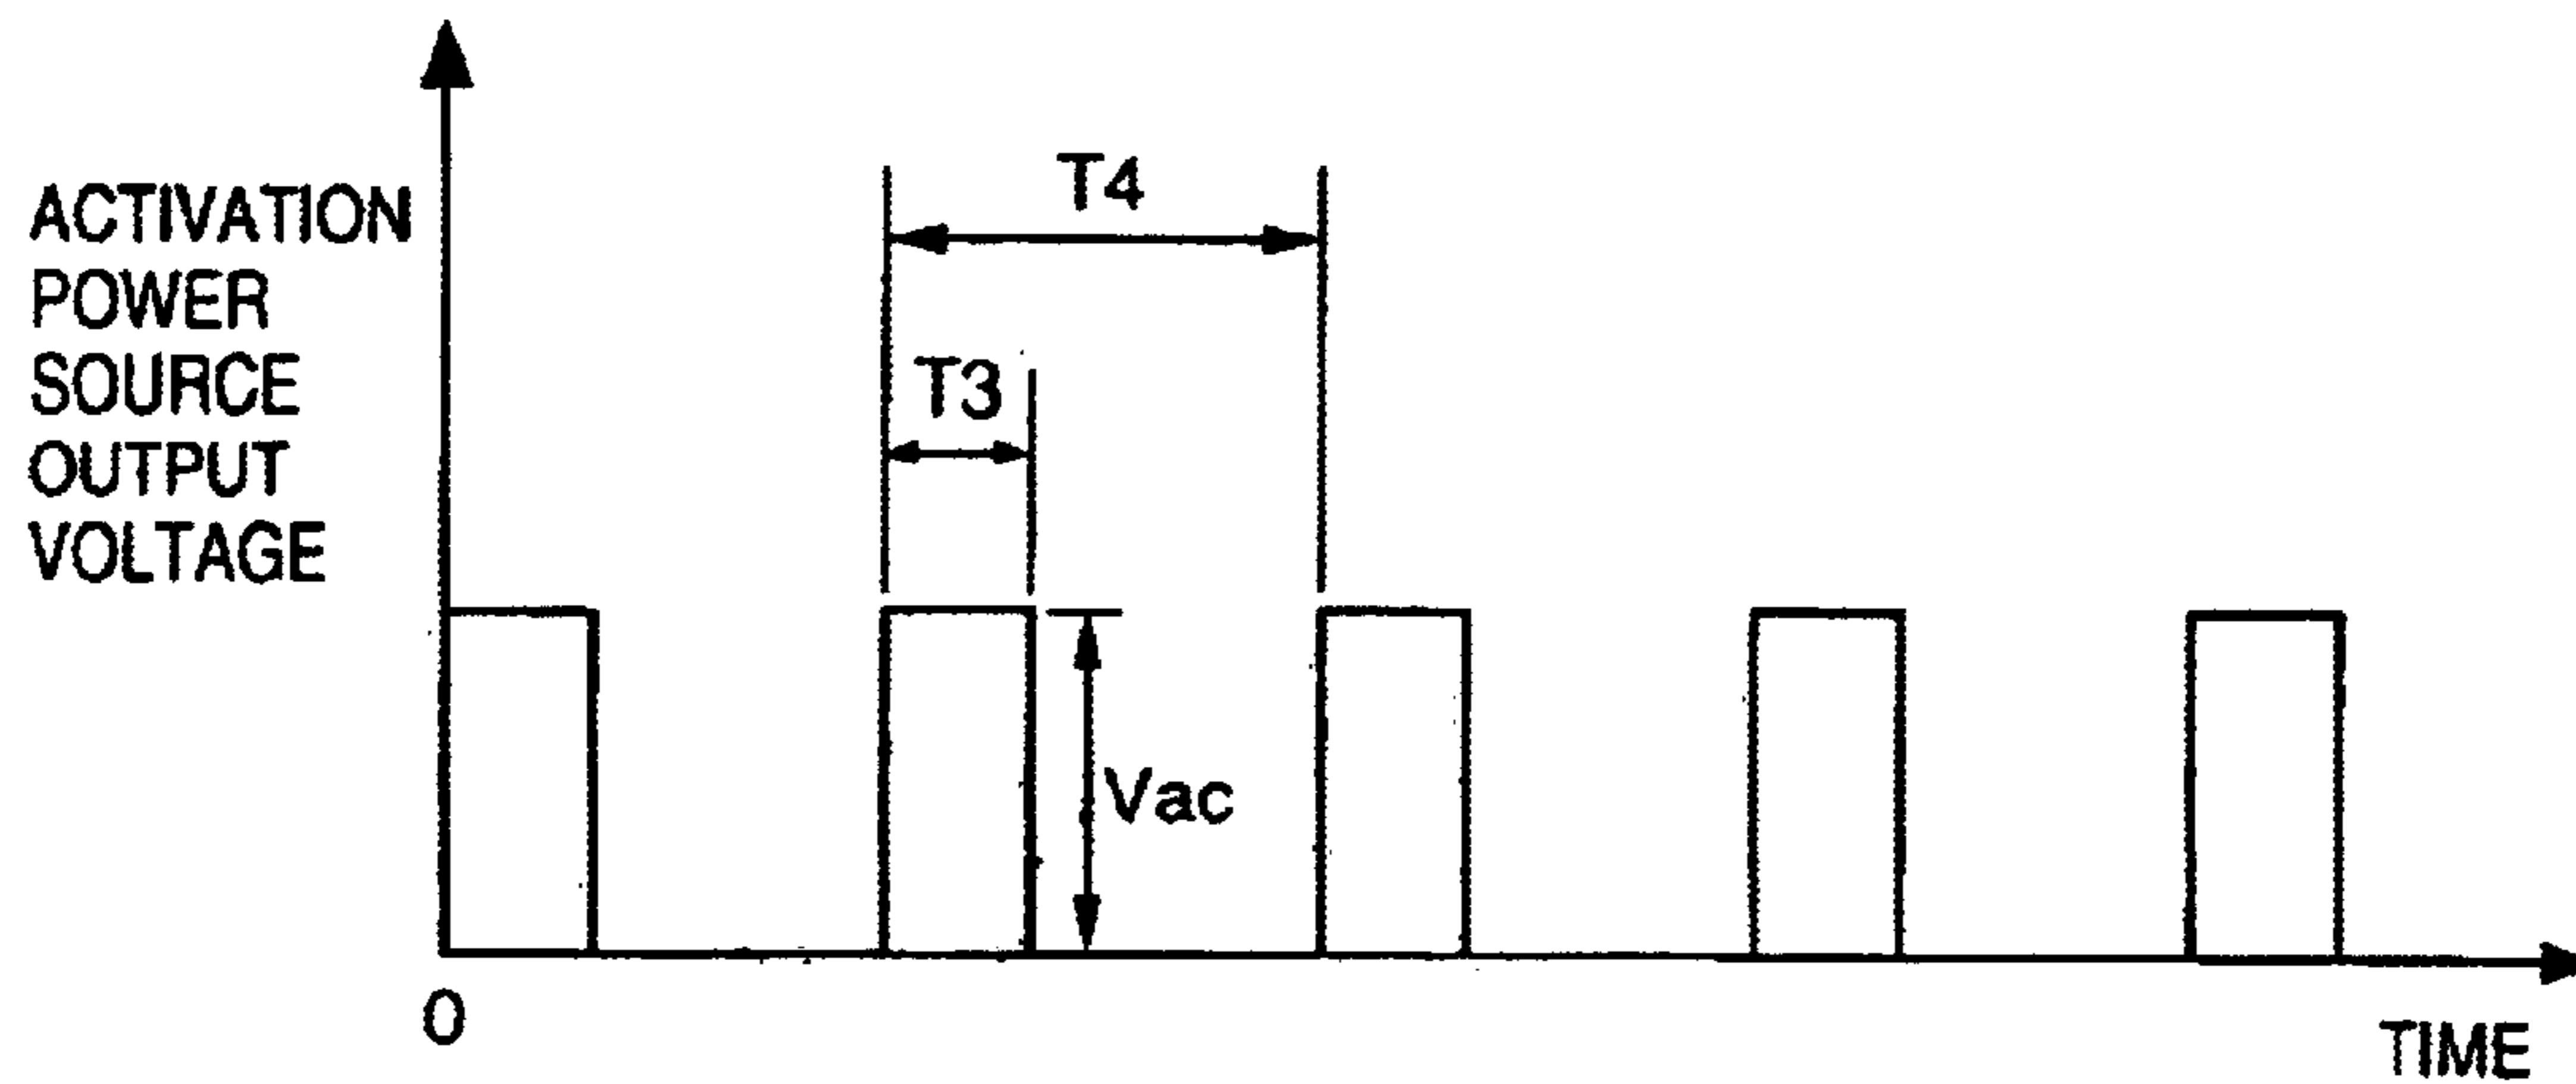 ACTIVATION
POWER
SOURCE
OUTPUT
VOLTAGE
T4
T3
Vac
0
TIME